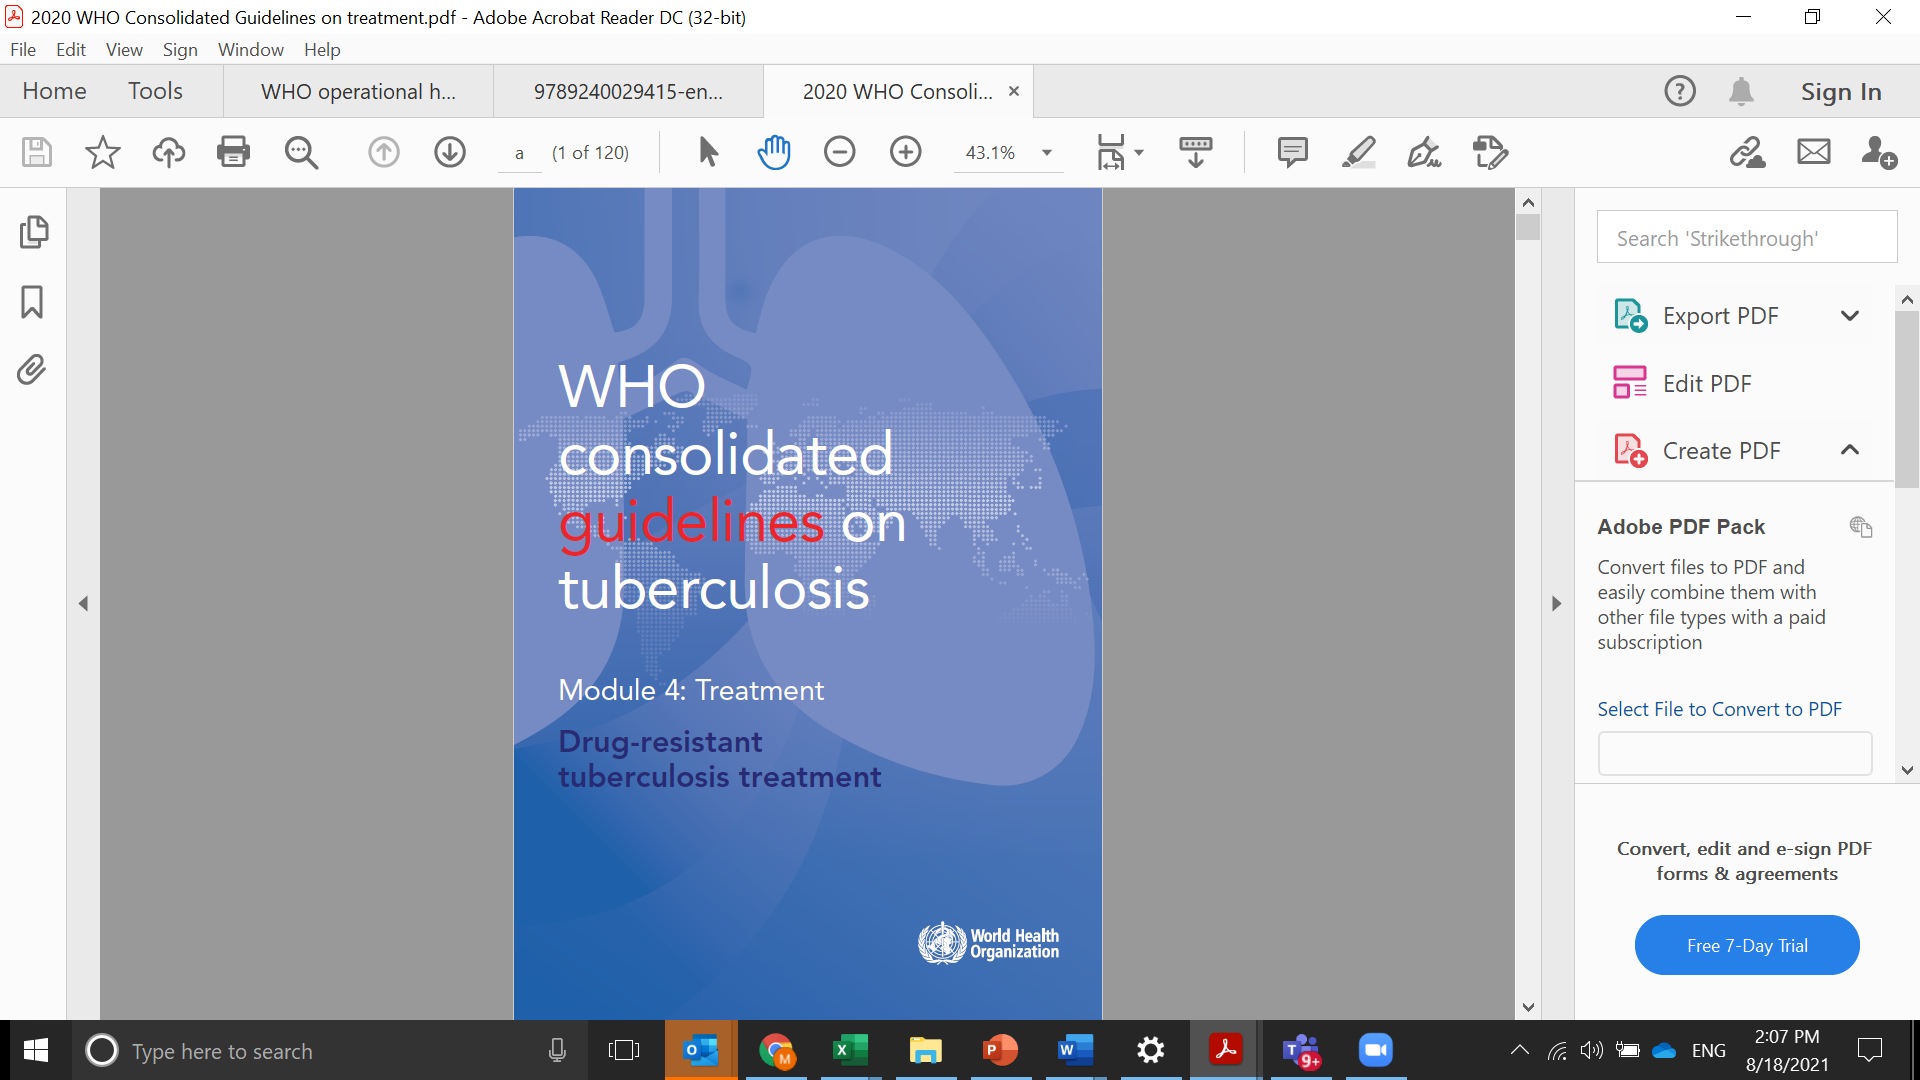 2020 WHO Consolidated Guidelines on treatment.pdf - Adobe Acrobat Reader DC (32-bit)
File Edit View Sign Window Help
Home Tools WHO operational h... 9789240029415-en... 2020 WHO Consoli... × Sign In
a (1 of 120) 43.1%
Search 'Strikethrough'
Export PDF
Edit PDF
Create PDF
Adobe PDF Pack
Convert files to PDF and
easily combine them with
other file types with a paid
subscription
Select File to Convert to PDF
Convert, edit and e-sign PDF
forms & agreements
Free 7-Day Trial
WHO
consolidated
guidelines on
tuberculosis
Module 4: Treatment
Drug-resistant
tuberculosis treatment
World Health
Organization
Type here to search
9+
ENG
2:07 PM
8/18/2021